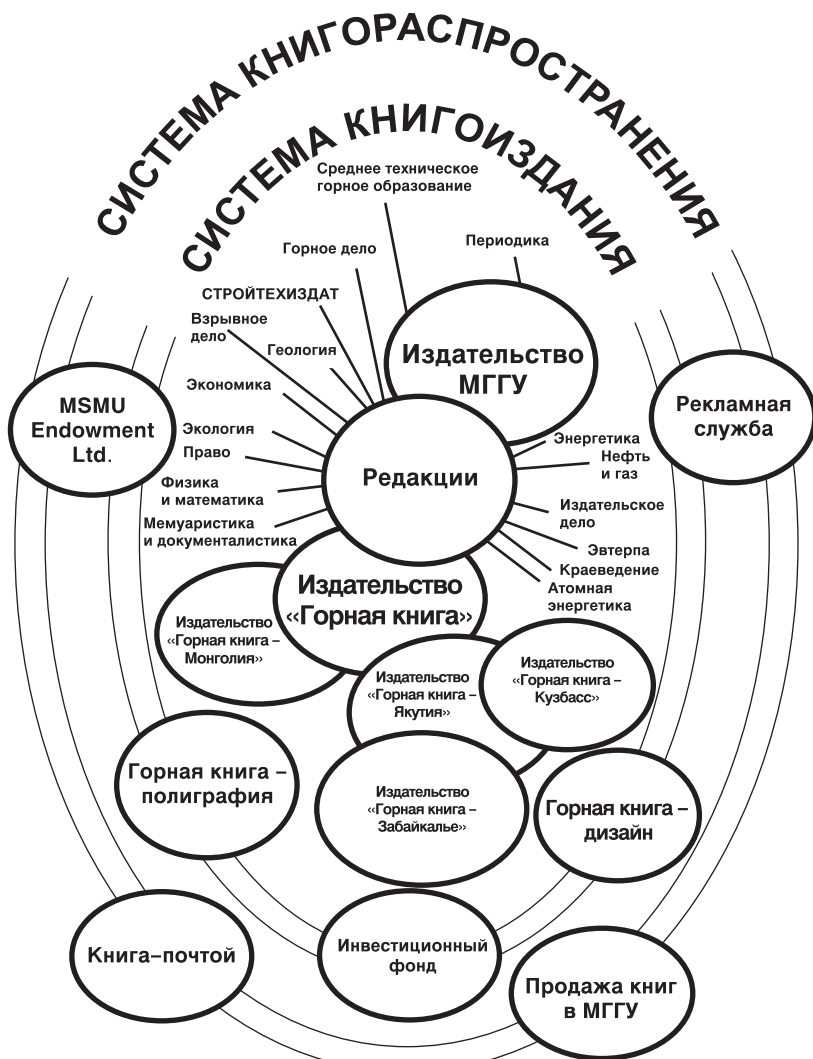 СИСТЕМА КНИГОРАСПРОСТРАНЕНИЯ
СИСТЕМА КНИГОИЗДАНИЯ
Среднее техническое
горное образование
Периодика
Горное дело
СТРОЙТЕХИЗДАТ
Взрывное
дело
Геология
Издательство
МГГУ
Экономика
MSMU
Endowment
Ltd.
Рекламная
служба
Экология
Право
Физика
и математика
Мемуаристика
и документалистика
Редакции
Энергетика
Нефть
и газ
Издательское
дело
Эвтерпа
Краеведение
Атомная
энергетика
Издательство
«Горная книга»
Издательство
«Горная книга –
Монголия»
Издательство
«Горная книга –
Якутия»
Издательство
«Горная книга –
Кузбасс»
Горная книга –
полиграфия
Издательство
«Горная книга –
Забайкалье»
Горная книга –
дизайн
Книга–почтой
Инвестиционный
фонд
Продажа книг
в МГГУ